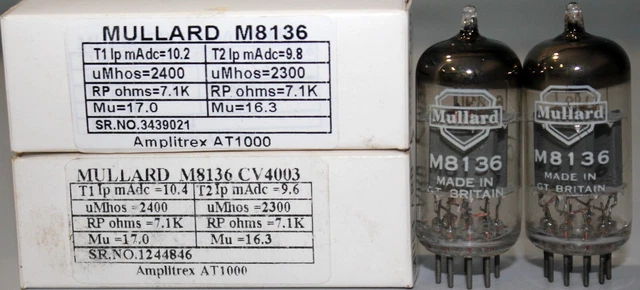 MULLARD M8136
T1 Ip mAdc=10.2 T2 Ip mAdc=9.8
uMhos=2400 uMhos=2300
RP ohms=7.1K RP ohms=7.1K
Mu=17.0 Mu=16.3
SR.NO.3439021
Amplitrex AT1000
MULLARD M8136 CV4003
T1 Ip mAdc =10.4 T2 Ip mAdc =9.6
uMhos =2400 uMhos =2300
RP ohms =7.1K RP ohms =7.1K
Mu =17.0 Mu =16.3
SR.NO.1244846
Amplitrex AT1000
Mullard
M8136
MADE IN
GT. BRITAIN
Mullard
M8136
MADE IN
GT BRITAIN